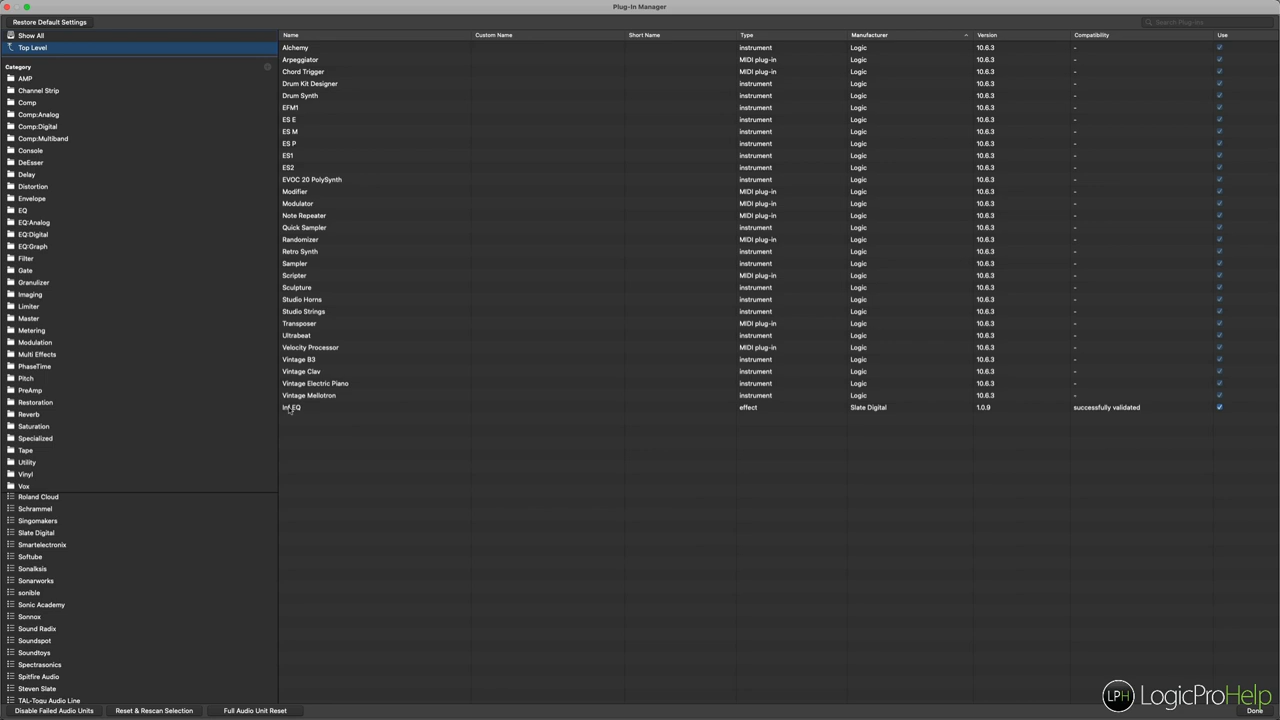 Plug-In Manager
Restore Default Settings
Search Plug-ins
Show All
Top Level
Category
AMP
Channel Strip
Comp
Comp:Analog
Comp:Digital
Comp:Multiband
Console
DeEsser
Delay
Distortion
Envelope
EQ
EQ:Analog
EQ:Digital
EQ:Graph
Filter
Gate
Granulizer
Imaging
Limiter
Master
Metering
Modulation
Multi Effects
PhaseTime
Pitch
PreAmp
Restoration
Reverb
Saturation
Specialized
Tape
Utility
Vinyl
Vox
Roland Cloud
Schrammel
Singomakers
Slate Digital
Smartelectronix
Softube
Sonalksis
Sonarworks
sonible
Sonic Academy
Sonnox
Sound Radix
Soundspot
Soundtoys
Spectrasonics
Spitfire Audio
Steven Slate
TAL-Togu Audio Line
Name Custom Name Short Name Type Manufacturer Version Compatibility Use
Alchemy instrument Logic 10.6.3 -
Arpeggiator MIDI plug-in Logic 10.6.3 -
Chord Trigger MIDI plug-in Logic 10.6.3 -
Drum Kit Designer instrument Logic 10.6.3 -
Drum Synth instrument Logic 10.6.3 -
EFM1 instrument Logic 10.6.3 -
ES E instrument Logic 10.6.3 -
ES M instrument Logic 10.6.3 -
ES P instrument Logic 10.6.3 -
ES1 instrument Logic 10.6.3 -
ES2 instrument Logic 10.6.3 -
EVOC 20 PolySynth instrument Logic 10.6.3 -
Modifier MIDI plug-in Logic 10.6.3 -
Modulator MIDI plug-in Logic 10.6.3 -
Note Repeater MIDI plug-in Logic 10.6.3 -
Quick Sampler instrument Logic 10.6.3 -
Randomizer MIDI plug-in Logic 10.6.3 -
Retro Synth instrument Logic 10.6.3 -
Sampler instrument Logic 10.6.3 -
Scripter MIDI plug-in Logic 10.6.3 -
Sculpture instrument Logic 10.6.3 -
Studio Horns instrument Logic 10.6.3 -
Studio Strings instrument Logic 10.6.3 -
Transposer MIDI plug-in Logic 10.6.3 -
Ultrabeat instrument Logic 10.6.3 -
Velocity Processor MIDI plug-in Logic 10.6.3 -
Vintage B3 instrument Logic 10.6.3 -
Vintage Clav instrument Logic 10.6.3 -
Vintage Electric Piano instrument Logic 10.6.3 -
Vintage Mellotron instrument Logic 10.6.3 -
EQ effect Slate Digital 1.0.9 successfully validated
Disable Failed Audio Units Reset & Rescan Selection Full Audio Unit Reset Done
LPH LogicProHelp